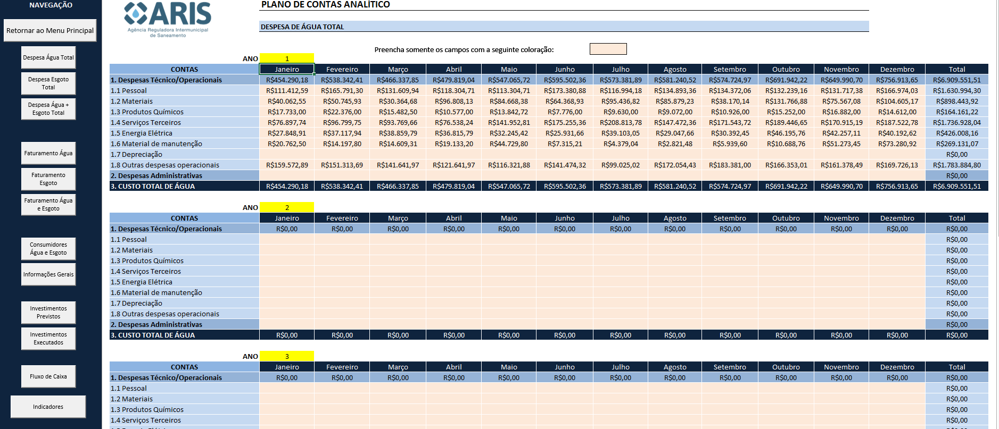 NAVEGAÇÃO
Retornar ao Menu Principal
Despesa Água Total
Despesa Esgoto
Total
Despesa Água +
Esgoto Total
Faturamento Água
Faturamento
Esgoto
Faturamento Água
e Esgoto
Consumidores
Água e Esgoto
Informações Gerais
Investimentos
Previstos
Investimentos
Executados
Fluxo de Caixa
Indicadores
ARIS
Agência Reguladora Intermunicipal
de Saneamento
PLANO DE CONTAS ANALÍTICO
DESPESA DE ÁGUA TOTAL
Preencha somente os campos com a seguinte coloração:
ANO 1
CONTAS Janeiro Fevereiro Março Abril Maio Junho Julho Agosto Setembro Outubro Novembro Dezembro Total
1. Despesas Técnico/Operacionais R$454.290,18 R$538.342,41 R$466.337,85 R$479.819,04 R$547.065,72 R$595.502,36 R$573.381,89 R$581.240,52 R$574.724,97 R$691.942,22 R$649.990,70 R$756.913,65 R$6.909.551,51
1.1 Pessoal R$111.412,59 R$165.791,30 R$131.609,94 R$118.304,71 R$113.304,71 R$173.380,88 R$116.994,18 R$134.893,36 R$134.372,06 R$132.239,16 R$131.717,38 R$166.974,03 R$1.630.994,30
1.2 Materiais R$40.062,55 R$50.745,93 R$30.364,68 R$96.808,13 R$84.668,38 R$64.368,93 R$95.436,82 R$85.879,23 R$38.170,14 R$131.766,88 R$75.567,08 R$104.605,17 R$898.443,92
1.3 Produtos Químicos R$17.733,00 R$22.376,00 R$15.482,50 R$10.577,00 R$13.842,72 R$7.776,00 R$9.630,00 R$9.072,00 R$10.926,00 R$15.252,00 R$16.882,00 R$14.612,00 R$164.161,22
1.4 Serviços Terceiros R$76.897,74 R$96.799,75 R$93.769,66 R$76.538,24 R$141.952,81 R$175.255,36 R$208.813,78 R$147.472,36 R$171.543,72 R$189.446,65 R$170.915,19 R$187.522,78 R$1.736.928,04
1.5 Energia Elétrica R$27.848,91 R$37.117,94 R$38.859,79 R$36.815,79 R$32.245,42 R$25.931,66 R$39.103,05 R$29.047,66 R$30.392,45 R$46.195,76 R$42.257,11 R$40.192,62 R$426.008,16
1.6 Material de manutenção R$20.762,50 R$14.197,80 R$14.609,31 R$19.133,20 R$44.729,80 R$7.315,21 R$4.379,04 R$2.821,48 R$5.939,60 R$10.688,76 R$51.273,45 R$73.280,92 R$269.131,07
1.7 Depreciação R$0,00
1.8 Outras despesas operacionais R$159.572,89 R$151.313,69 R$141.641,97 R$121.641,97 R$116.321,88 R$141.474,32 R$99.025,02 R$172.054,43 R$183.381,00 R$166.353,01 R$161.378,49 R$169.726,13 R$1.783.884,80
2. Despesas Administrativas R$0,00
3. CUSTO TOTAL DE ÁGUA R$454.290,18 R$538.342,41 R$466.337,85 R$479.819,04 R$547.065,72 R$595.502,36 R$573.381,89 R$581.240,52 R$574.724,97 R$691.942,22 R$649.990,70 R$756.913,65 R$6.909.551,51
ANO 2
CONTAS Janeiro Fevereiro Março Abril Maio Junho Julho Agosto Setembro Outubro Novembro Dezembro Total
1. Despesas Técnico/Operacionais R$0,00 R$0,00 R$0,00 R$0,00 R$0,00 R$0,00 R$0,00 R$0,00 R$0,00 R$0,00 R$0,00 R$0,00 R$0,00
1.1 Pessoal R$0,00
1.2 Materiais R$0,00
1.3 Produtos Químicos R$0,00
1.4 Serviços Terceiros R$0,00
1.5 Energia Elétrica R$0,00
1.6 Material de manutenção R$0,00
1.7 Depreciação R$0,00
1.8 Outras despesas operacionais R$0,00
2. Despesas Administrativas R$0,00
3. CUSTO TOTAL DE ÁGUA R$0,00 R$0,00 R$0,00 R$0,00 R$0,00 R$0,00 R$0,00 R$0,00 R$0,00 R$0,00 R$0,00 R$0,00 R$0,00
ANO 3
CONTAS Janeiro Fevereiro Março Abril Maio Junho Julho Agosto Setembro Outubro Novembro Dezembro Total
1. Despesas Técnico/Operacionais R$0,00 R$0,00 R$0,00 R$0,00 R$0,00 R$0,00 R$0,00 R$0,00 R$0,00 R$0,00 R$0,00 R$0,00 R$0,00
1.1 Pessoal R$0,00
1.2 Materiais R$0,00
1.3 Produtos Químicos R$0,00
1.4 Serviços Terceiros R$0,00